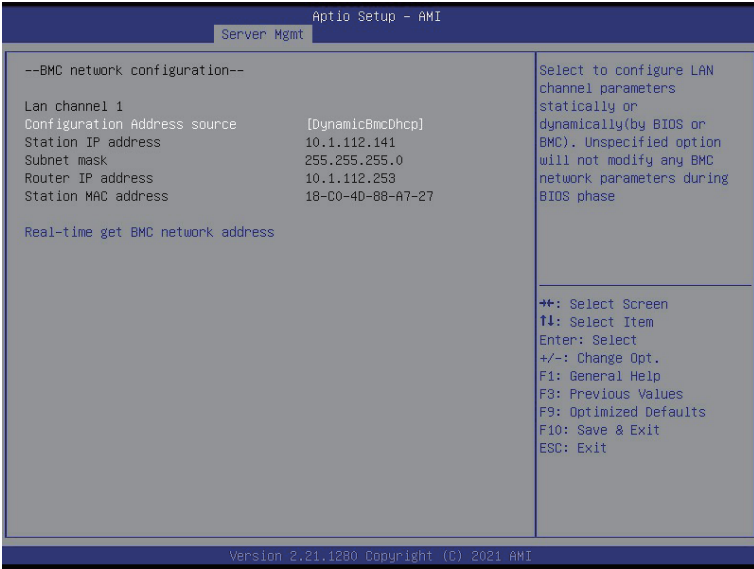 Aptio Setup – AMI
Server Mgmt
--BMC network configuration--
Lan channel 1
Configuration Address source [DynamicBmcDhcp]
Station IP address 10.1.112.141
Subnet mask 255.255.255.0
Router IP address 10.1.112.253
Station MAC address 18-C0-4D-88-A7-27
Real-time get BMC network address
Select to configure LAN
channel parameters
statically or
dynamically(by BIOS or
BMC). Unspecified option
will not modify any BMC
network parameters during
BIOS phase
→←: Select Screen
↑↓: Select Item
Enter: Select
+/-: Change Opt.
F1: General Help
F3: Previous Values
F9: Optimized Defaults
F10: Save & Exit
ESC: Exit
Version 2.21.1280 Copyright (C) 2021 AMI